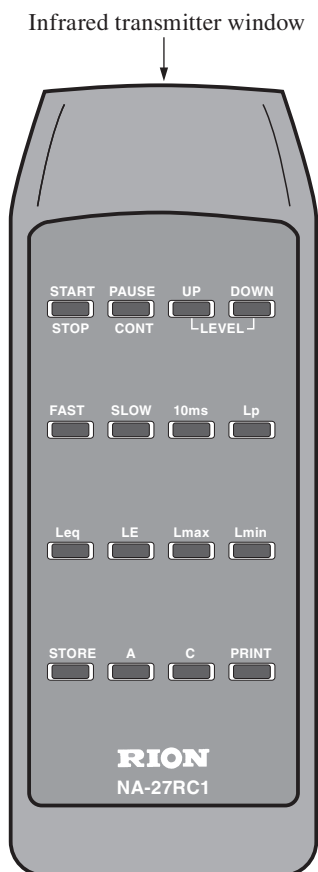 Infrared transmitter window
START PAUSE UP DOWN
STOP CONT LEVEL
FAST SLOW 10ms Lp
Leq LE Lmax Lmin
STORE A C PRINT
RION
NA-27RC1